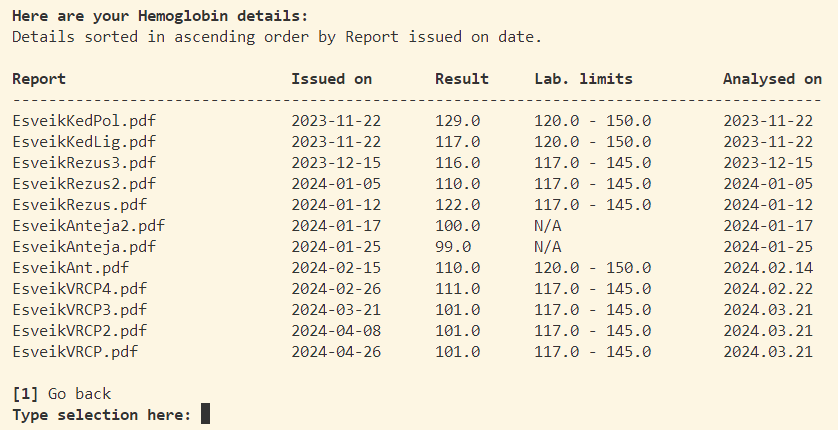 Here are your Hemoglobin details:
Details sorted in ascending order by Report issued on date.
Report Issued on Result Lab. limits Analysed on
------------------------------------------------------------------------------------------
EsveikKedPol.pdf 2023-11-22 129.0 120.0 - 150.0 2023-11-22
EsveikKedLig.pdf 2023-11-22 117.0 120.0 - 150.0 2023-11-22
EsveikRezus3.pdf 2023-12-15 116.0 117.0 - 145.0 2023-12-15
EsveikRezus2.pdf 2024-01-05 110.0 117.0 - 145.0 2024-01-05
EsveikRezus.pdf 2024-01-12 122.0 117.0 - 145.0 2024-01-12
EsveikAnteja2.pdf 2024-01-17 100.0 N/A 2024-01-17
EsveikAnteja.pdf 2024-01-25 99.0 N/A 2024-01-25
EsveikAnt.pdf 2024-02-15 110.0 120.0 - 150.0 2024.02.14
EsveikVRCP4.pdf 2024-02-26 111.0 117.0 - 145.0 2024.02.22
EsveikVRCP3.pdf 2024-03-21 101.0 117.0 - 145.0 2024.03.21
EsveikVRCP2.pdf 2024-04-08 101.0 117.0 - 145.0 2024.03.21
EsveikVRCP.pdf 2024-04-26 101.0 117.0 - 145.0 2024.03.21
[1] Go back
Type selection here: